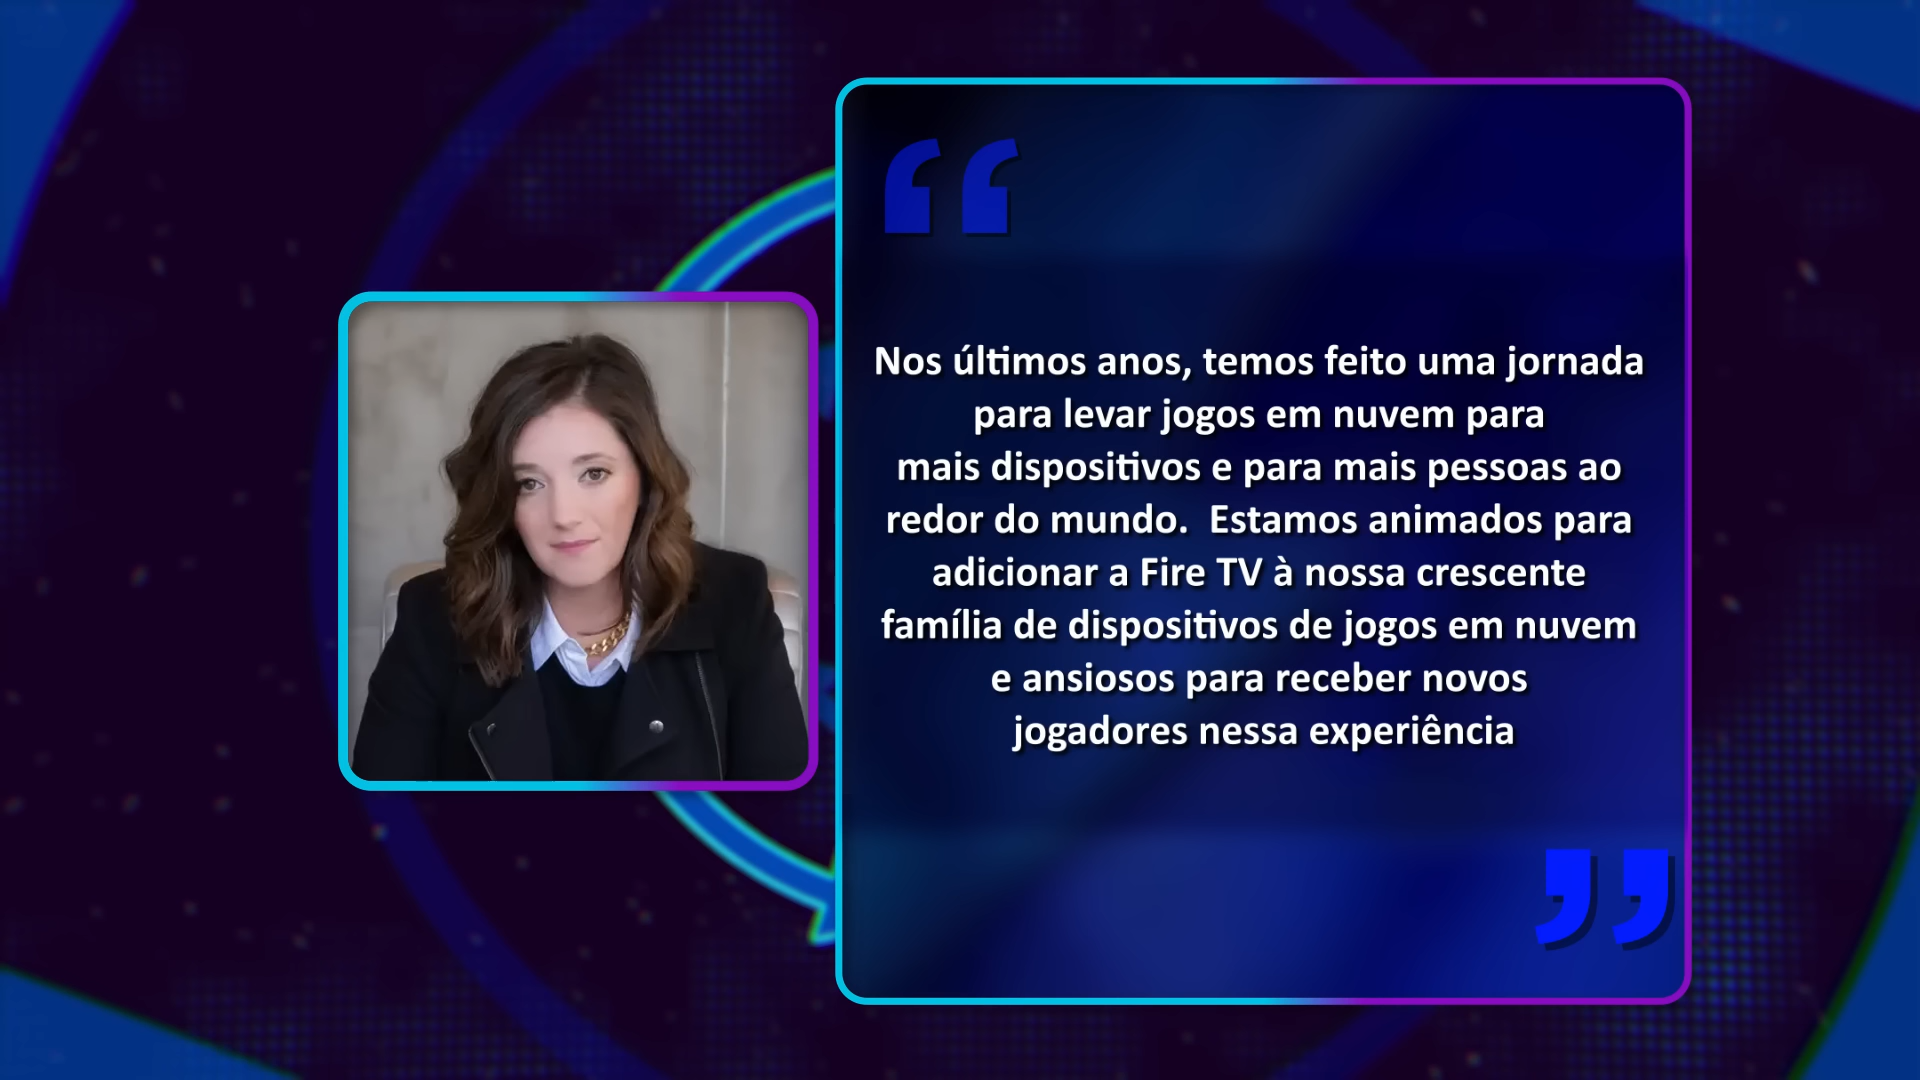 “
Nos últimos anos, temos feito uma jornada
para levar jogos em nuvem para
mais dispositivos e para mais pessoas ao
redor do mundo.  Estamos animados para
adicionar a Fire TV à nossa crescente
família de dispositivos de jogos em nuvem
e ansiosos para receber novos
jogadores nessa experiência
”